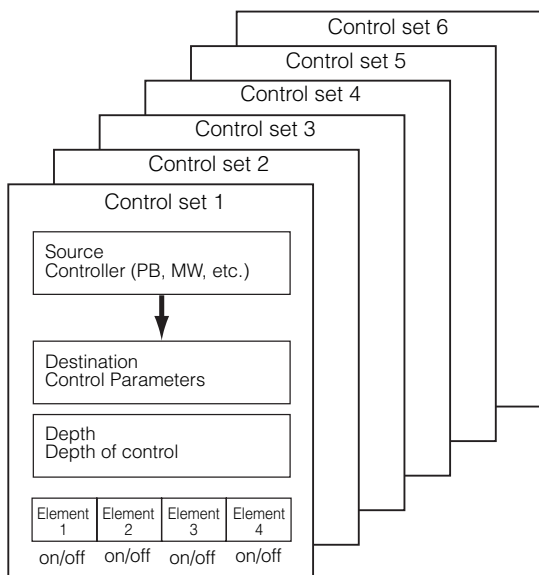 Control set 6
Control set 5
Control set 4
Control set 3
Control set 2
Control set 1
Source
Controller (PB, MW, etc.)
Destination
Control Parameters
Depth
Depth of control
Element 1
Element 2
Element 3
Element 4
on/off on/off on/off on/off